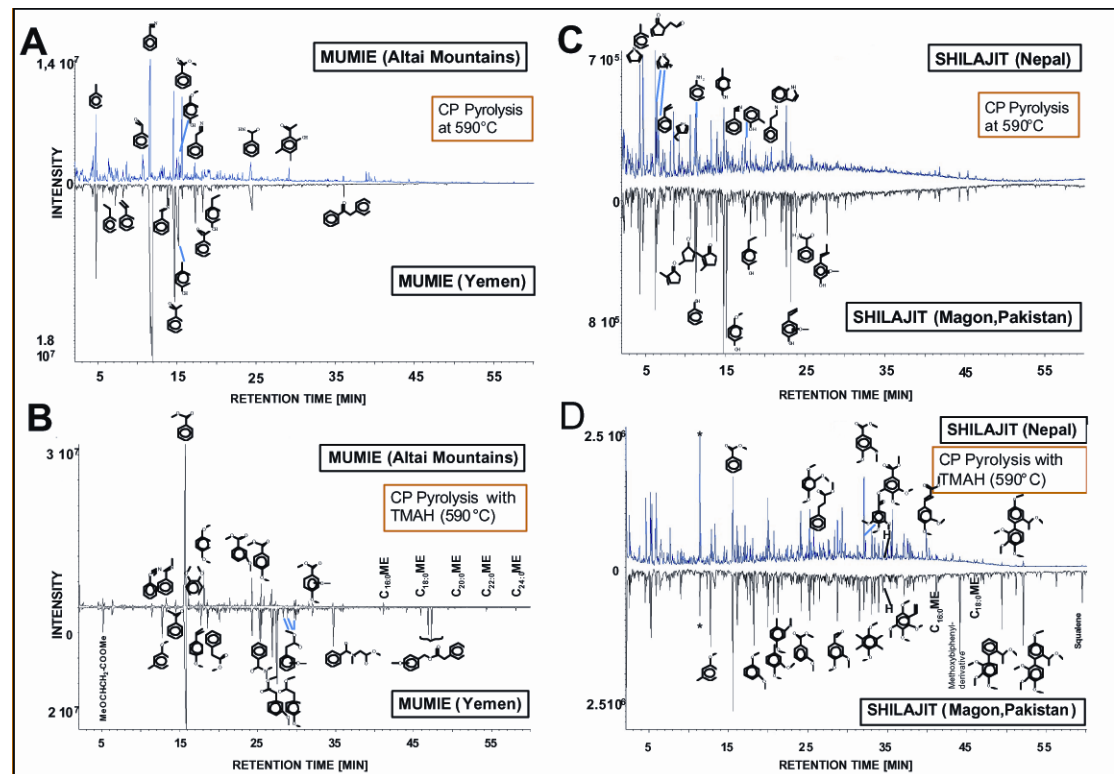 A
MUMIE (Altai Mountains)
1,4 10⁷
CP Pyrolysis
at 590°C
INTENSITY
0
MUMIE (Yemen)
1.8
10⁷
5 15 25 35 45 55
RETENTION TIME [MIN]
B
3 10⁷
MUMIE (Altai Mountains)
CP Pyrolysis with
TMAH (590°C)
INTENSITY
0
C16:0ME
C18:0ME
C20:0ME
C22:0ME
C24:0ME
MeOCHCH2-COOMe
2 10⁷
MUMIE (Yemen)
5 15 25 35 45 55
RETENTION TIME [MIN]
C
7 10⁵
SHILAJIT (Nepal)
CP Pyrolysis
at 590°C
0
SHILAJIT (Magon,Pakistan)
8 10⁵
5 15 25 35 45 55
RETENTION TIME [MIN]
D
SHILAJIT (Nepal)
2.5 10⁶
*
CP Pyrolysis with
TMAH (590°C)
H
0
*
H
C16:0ME
C18:0ME
Methoxybiphenyl-
derivative
Squalene
2.5 10⁶
SHILAJIT (Magon,Pakistan)
5 15 25 35 45 55
RETENTION TIME [MIN]